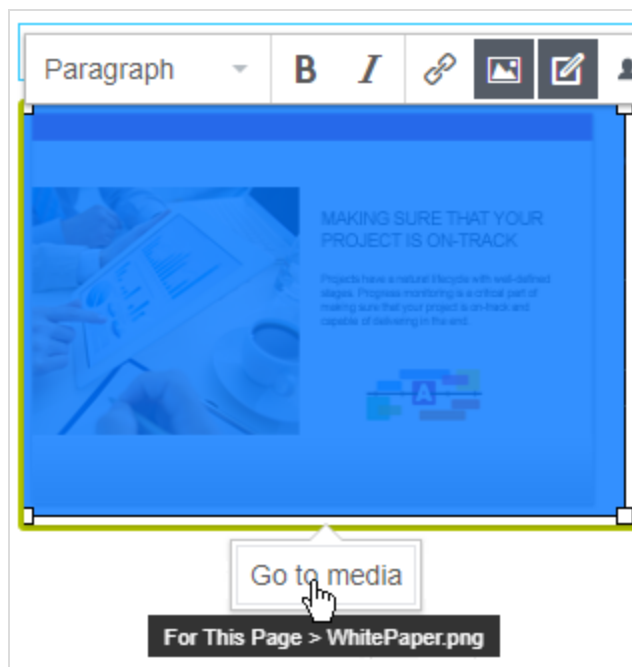 Paragraph B I
MAKING SURE THAT YOUR
PROJECT IS ON-TRACK
Projects have a natural lifecycle with well-defined
stages. Progress monitoring is a critical part of
making sure that your project is on-track and
capable of delivering in the end.
A
Go to media
For This Page > WhitePaper.png